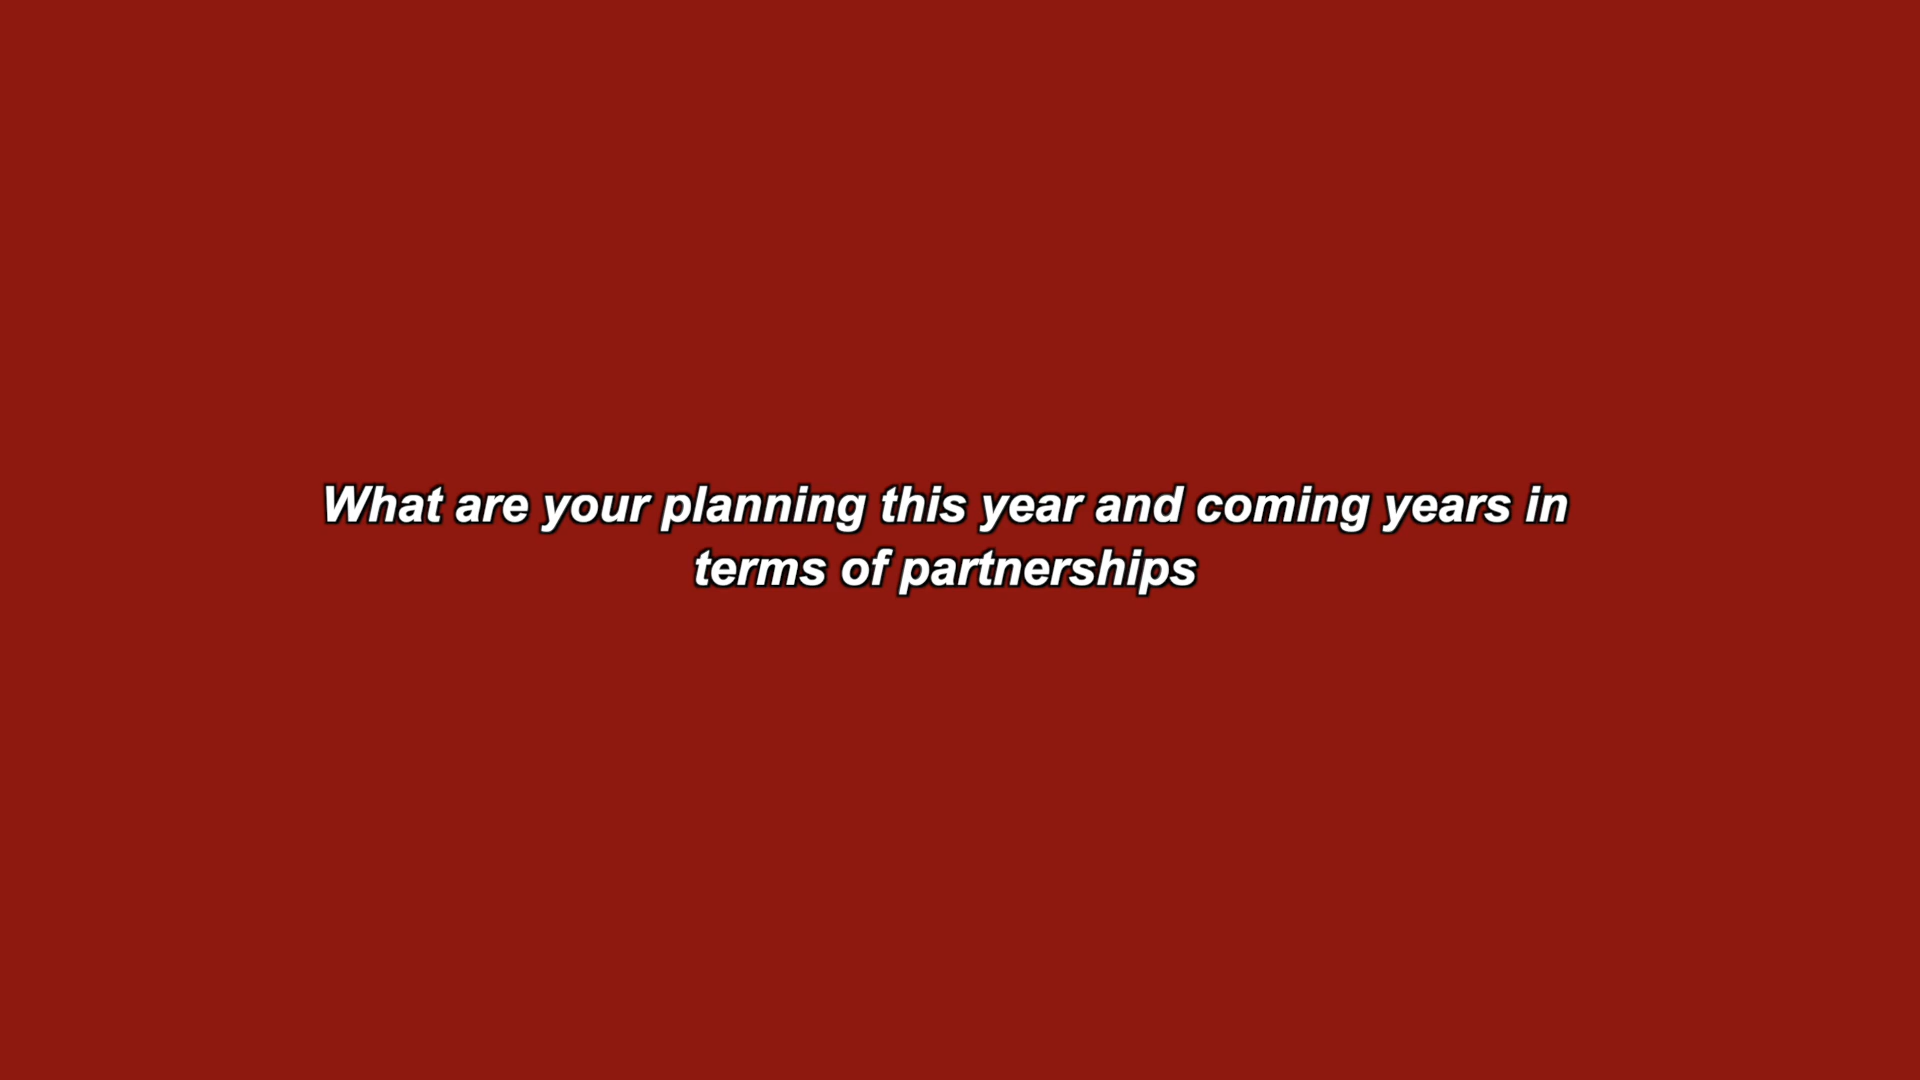 What are your planning this year and coming years in
terms of partnerships